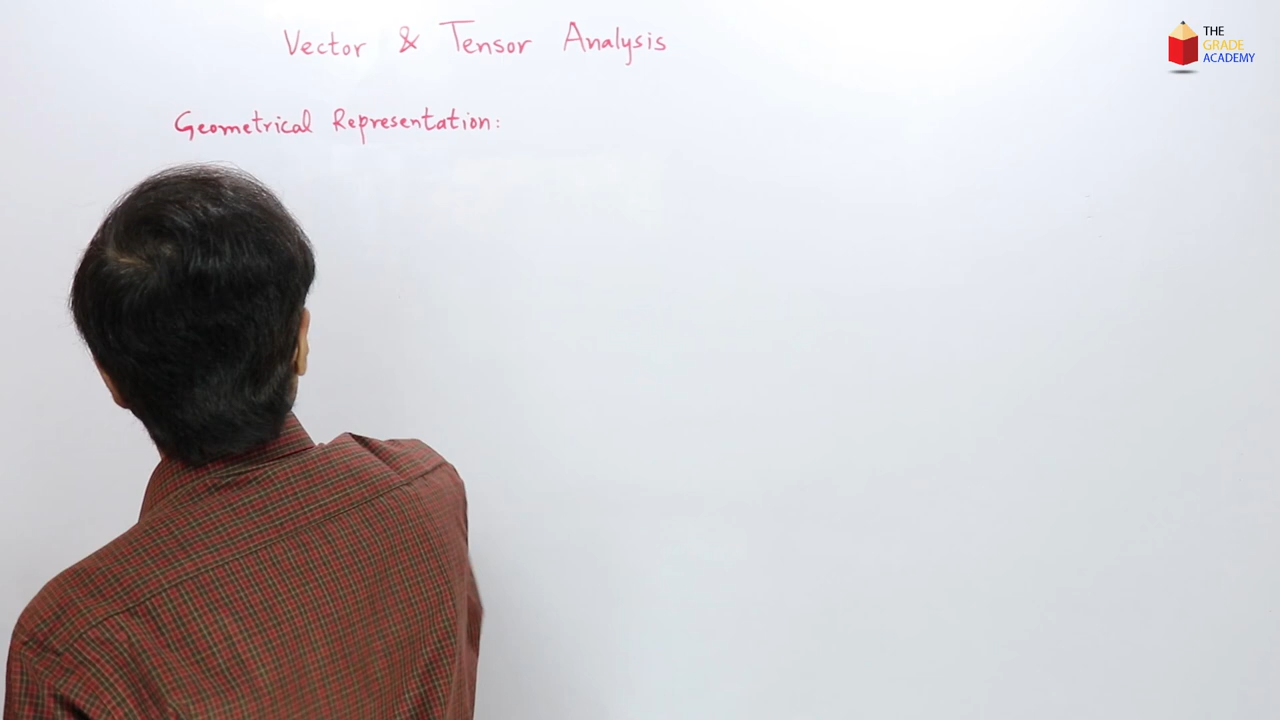 Vector & Tensor Analysis
THE
GRADE
ACADEMY
Geometrical Representation: